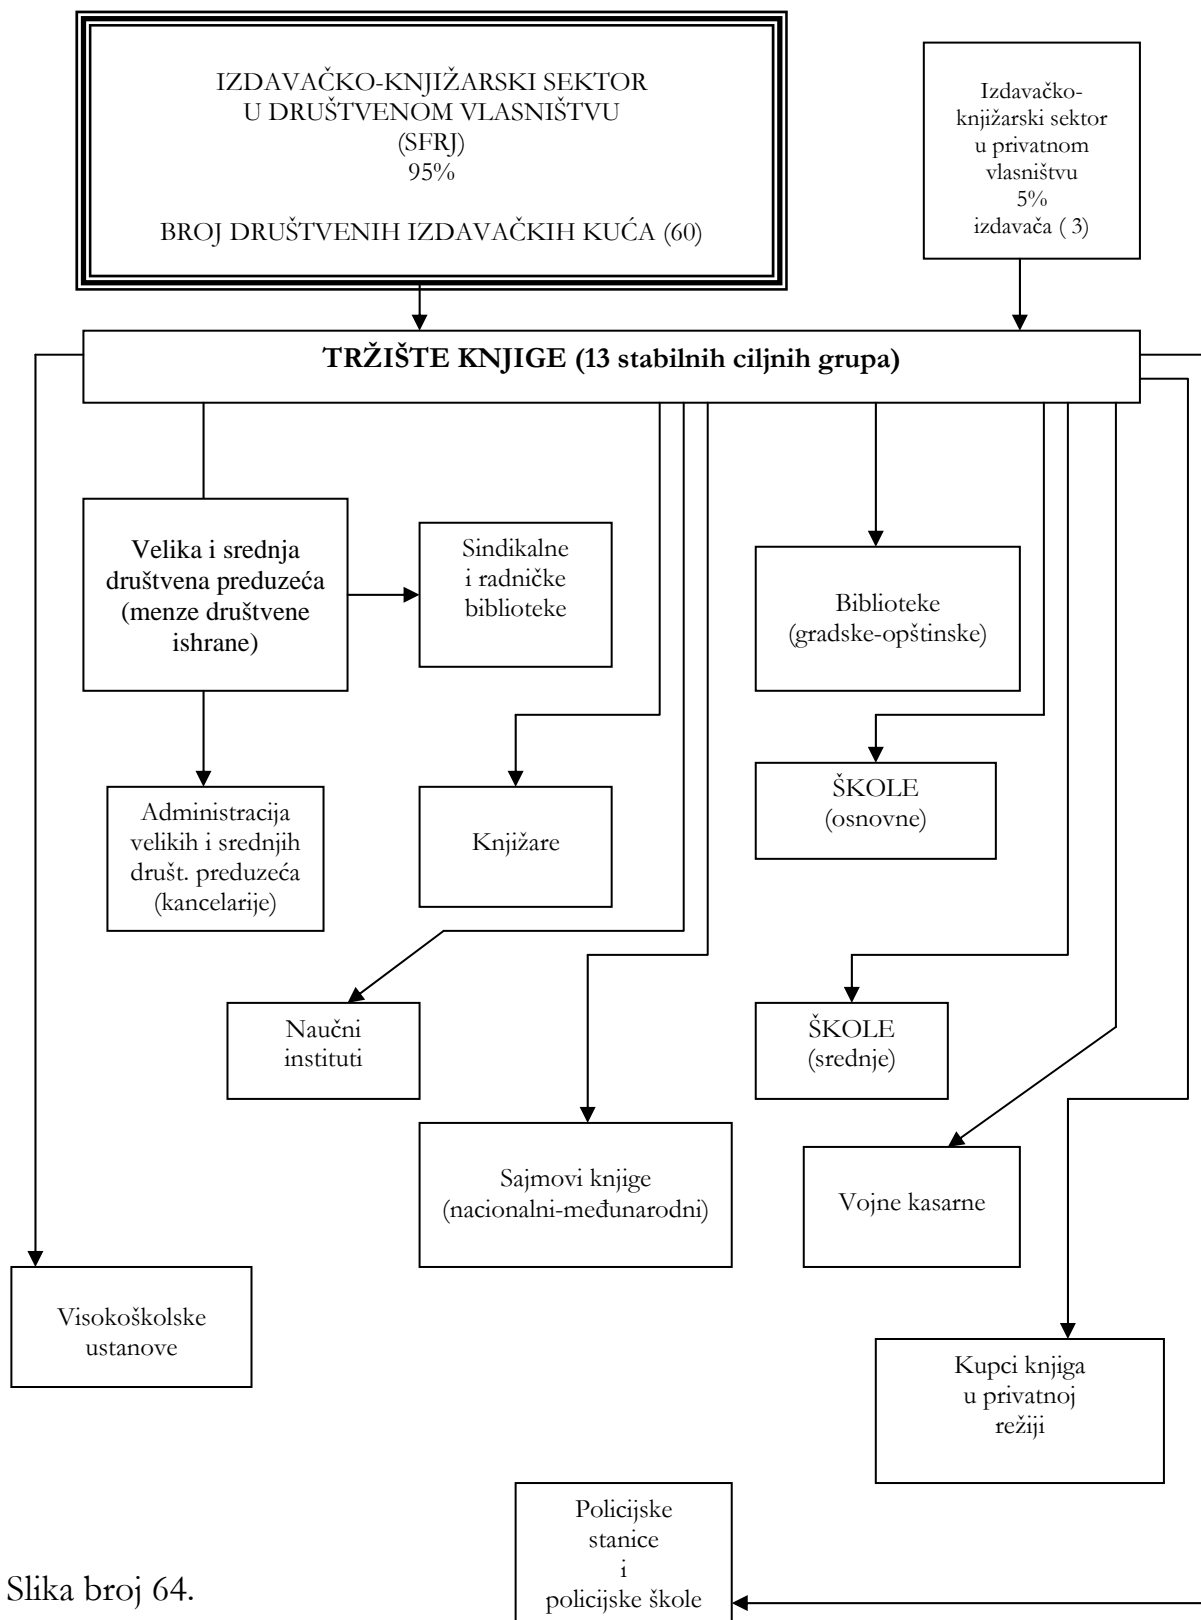 IZDAVAČKO-KNJIŽARSKI SEKTOR
U DRUŠTVENOM VLASNIŠTVU
(SFRJ)
95%
BROJ DRUŠTVENIH IZDAVAČKIH KUĆA (60)
Izdavačko-
knjižarski sektor
u privatnom
vlasništvu
5%
izdavača ( 3)
TRŽIŠTE KNJIGE (13 stabilnih ciljnih grupa)
Velika i srednja
društvena preduzeća
(menze društvene
ishrane)
Sindikalne
i radničke
biblioteke
Biblioteke
(gradske-opštinske)
Administracija
velikih i srednjih
društ. preduzeća
(kancelarije)
Knjižare
ŠKOLE
(osnovne)
Naučni
instituti
ŠKOLE
(srednje)
Sajmovi knjige
(nacionalni-međunarodni)
Vojne kasarne
Visokoškolske
ustanove
Kupci knjiga
u privatnoj
režiji
Policijske
stanice
i
policijske škole
Slika broj 64.